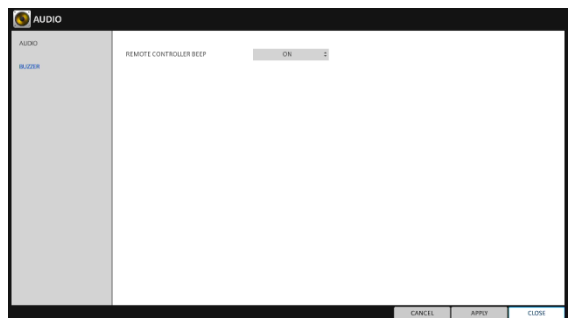 AUDIO
AUDIO
REMOTE CONTROLLER BEEP ON
BUZZER
CANCEL APPLY CLOSE